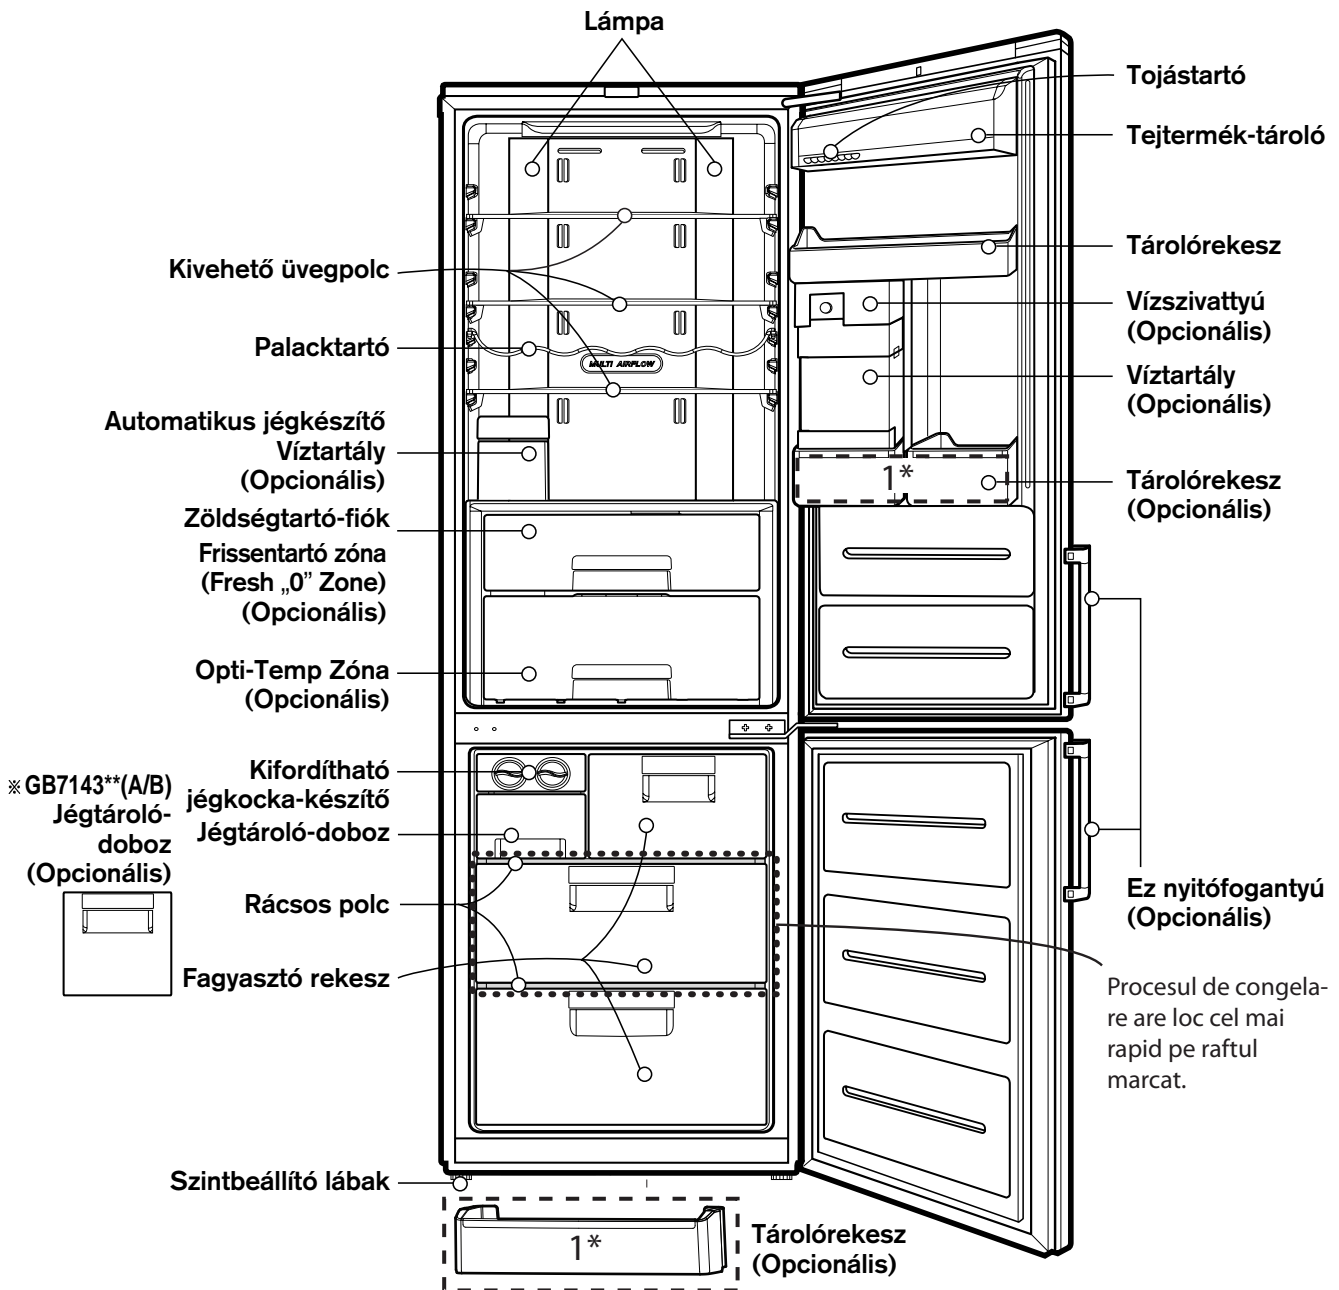 Lámpa
Tojástartó
Tejtermék-tároló
Tárolórekesz
Kivehető üvegpolc
Vízszivattyú
(Opcionális)
Palacktartó
MULTI AIRFLOW
Víztartály
(Opcionális)
Automatikus jégkészítő
Víztartály
(Opcionális)
1*
Tárolórekesz
(Opcionális)
Zöldségtartó-fiók
Frissentartó zóna
(Fresh „0” Zone)
(Opcionális)
Opti-Temp Zóna
(Opcionális)
※ GB7143**(A/B)
Jégtároló-
doboz
(Opcionális)
Kifordítható
jégkocka-készítő
Jégtároló-doboz
Rácsos polc
Fagyasztó rekesz
Ez nyitófogantyú
(Opcionális)
Procesul de congela-
re are loc cel mai
rapid pe raftul
marcat.
Szintbeállító lábak
1*
Tárolórekesz
(Opcionális)